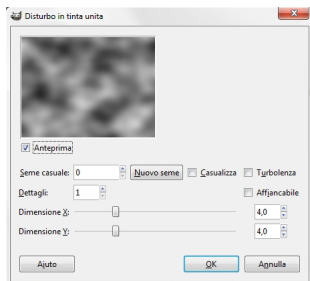 Disturbo in tinta unita
Anteprima
Seme casuale: 0 Nuovo seme Casualizza Turbolenza
Dettagli: 1 Affiancabile
Dimensione X: 4,0
Dimensione Y: 4,0
Aiuto OK Annulla